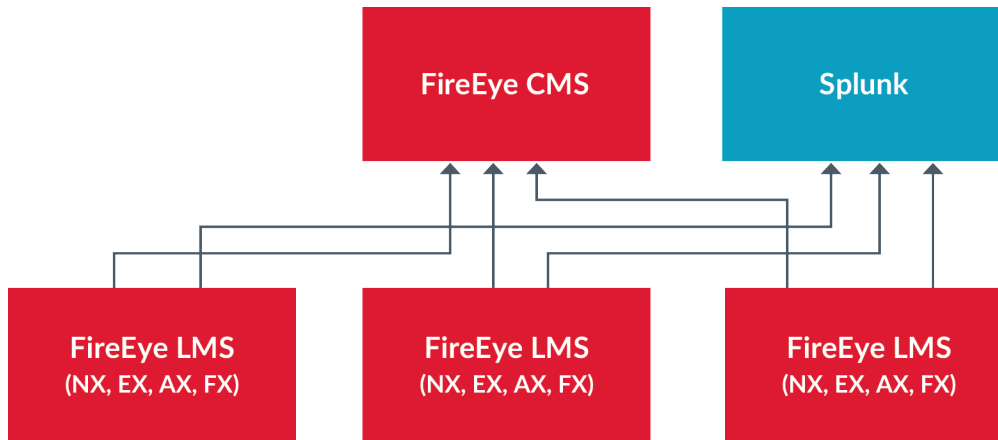 FireEye CMS
Splunk
FireEye LMS
(NX, EX, AX, FX)
FireEye LMS
(NX, EX, AX, FX)
FireEye LMS
(NX, EX, AX, FX)